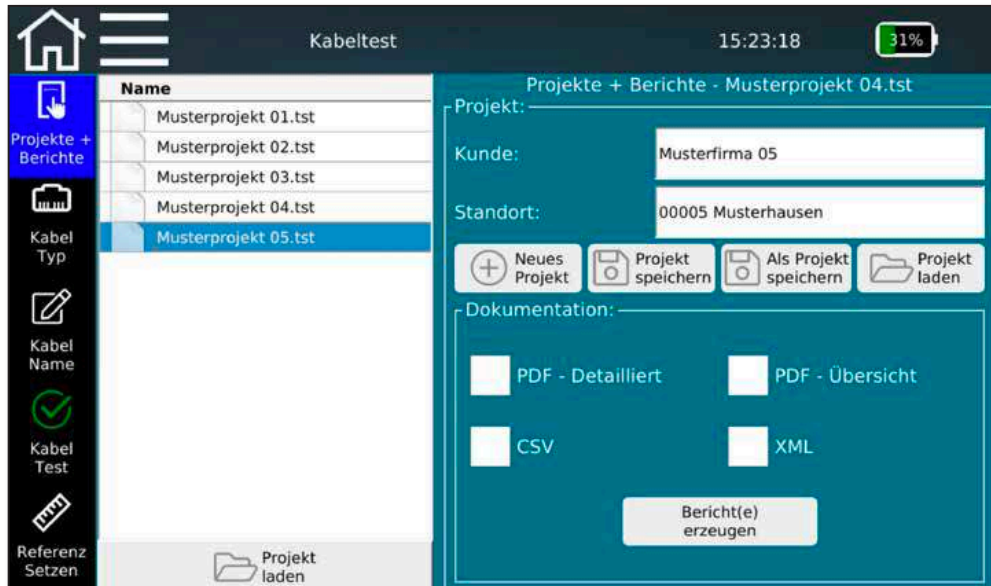 Kabeltest
15:23:18
31%
Projekte +
Berichte
Kabel
Typ
Kabel
Name
Kabel
Test
Referenz
Setzen
Name
Musterprojekt 01.tst
Musterprojekt 02.tst
Musterprojekt 03.tst
Musterprojekt 04.tst
Musterprojekt 05.tst
Projekt
laden
Projekte + Berichte - Musterprojekt 04.tst
Projekt:
Kunde:
Musterfirma 05
Standort:
00005 Musterhausen
Neues
Projekt
Projekt
speichern
Als Projekt
speichern
Projekt
laden
Dokumentation:
PDF - Detailliert
PDF - Übersicht
CSV
XML
Bericht(e)
erzeugen